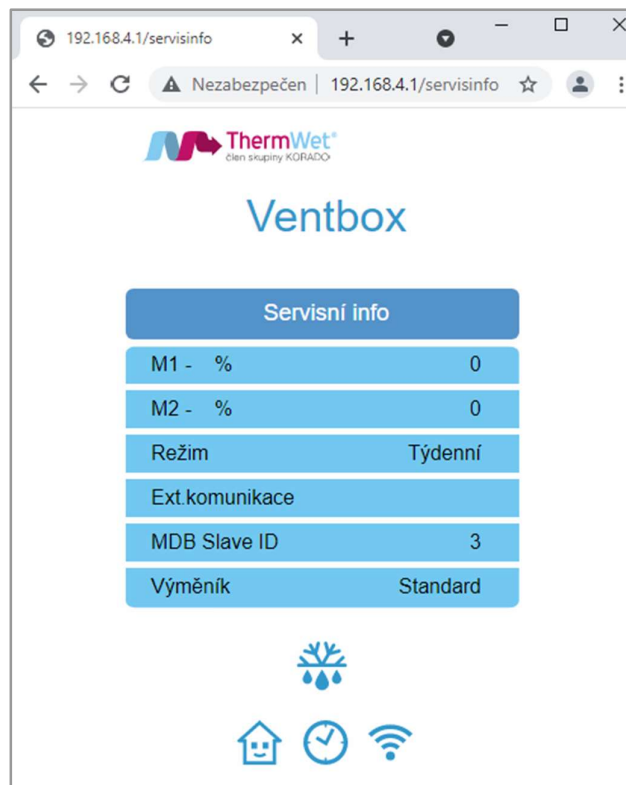 192.168.4.1/servisinfo
Nezabezpečen | 192.168.4.1/servisinfo
ThermWet®
člen skupiny KORADO
Ventbox
Servisní info
M1 - % 0
M2 - % 0
Režim Týdenní
Ext.komunikace
MDB Slave ID 3
Výměník Standard